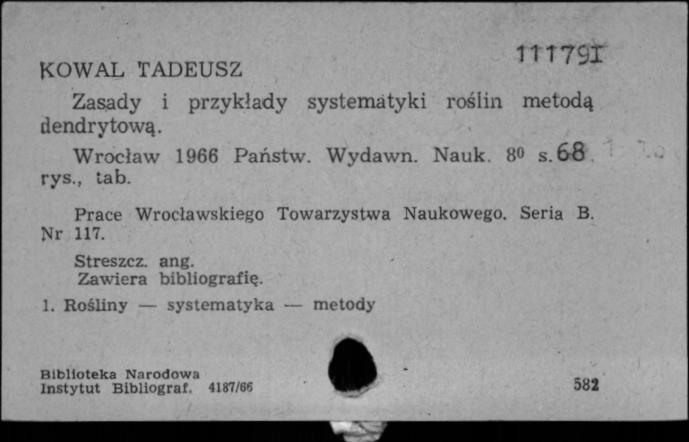 111791
KOWAL TADEUSZ
Zasady i przykłady systematyki roślin metodą
dendrytową.
Wrocław 1966 Państw. Wydawn. Nauk. 8⁰ s. 68
rys., tab.
Prace Wrocławskiego Towarzystwa Naukowego. Seria B.
Nr 117.
Streszcz. ang.
Zawiera bibliografię.
1. Rośliny — systematyka — metody
Biblioteka Narodowa
Instytut Bibliograf. 4187/66
582